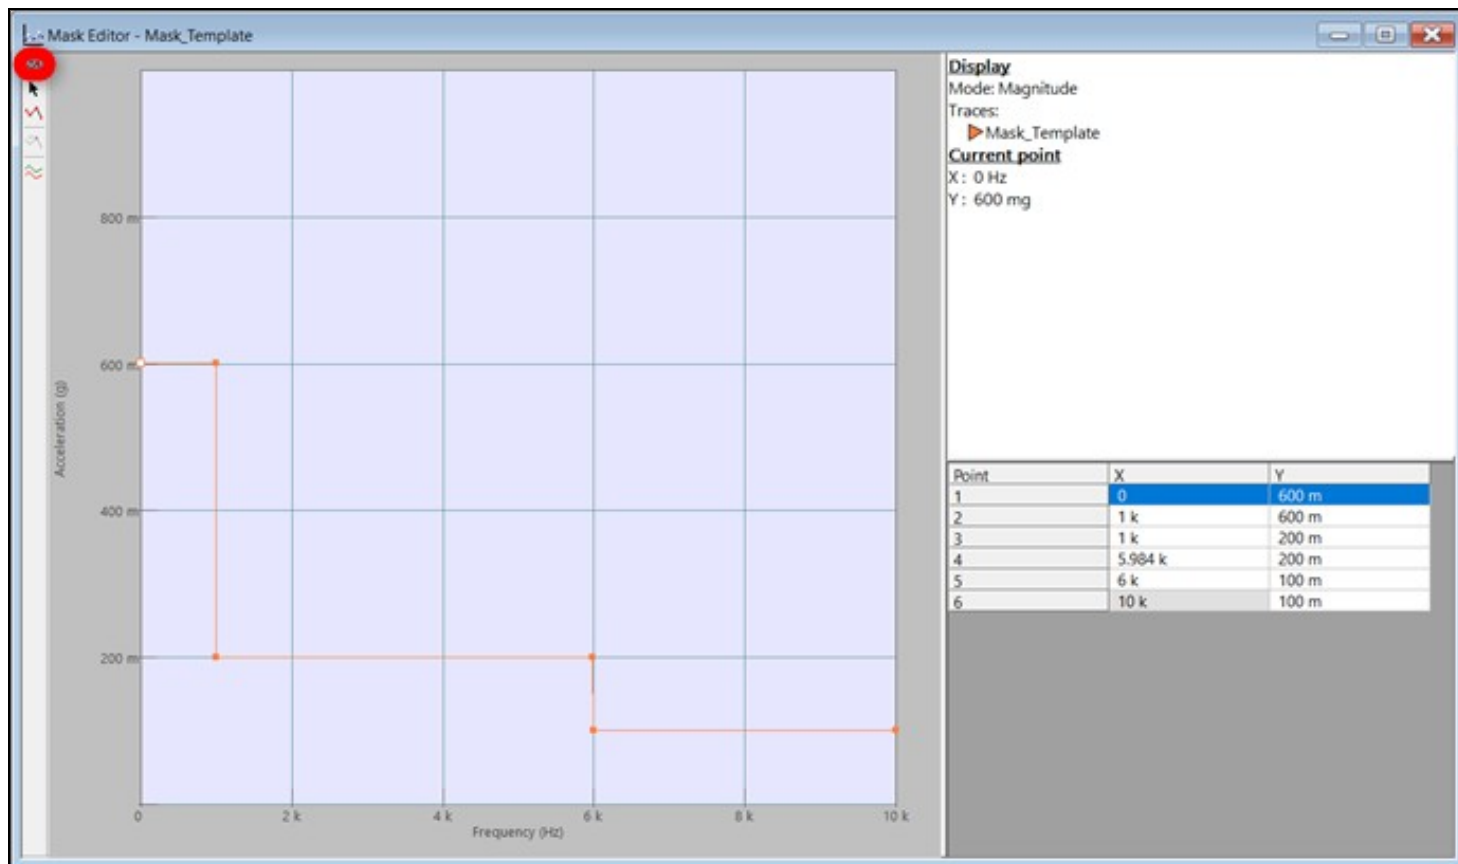 Mask Editor - Mask_Template
800 m
600 m
400 m
200 m
Acceleration (g)
0
2 k
4 k
6 k
8 k
10 k
Frequency (Hz)
Display
Mode: Magnitude
Traces:
Mask_Template
Current point
X : 0 Hz
Y : 600 mg
Point X Y
1 0 600 m
2 1 k 600 m
3 1 k 200 m
4 5.984 k 200 m
5 6 k 100 m
6 10 k 100 m